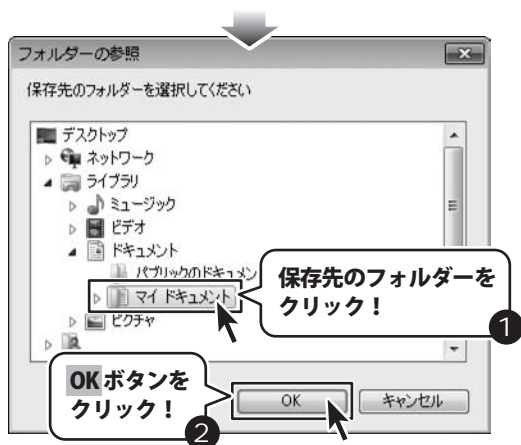 フォルダーの参照
保存先のフォルダーを選択してください
デスクトップ
ネットワーク
ライブラリ
ミュージック
ビデオ
ドキュメント
パブリックのドキュメン
マイ ドキュメント
ピクチャ
保存先のフォルダーを
クリック！
1
OKボタンを
クリック！
2
OK
キャンセル